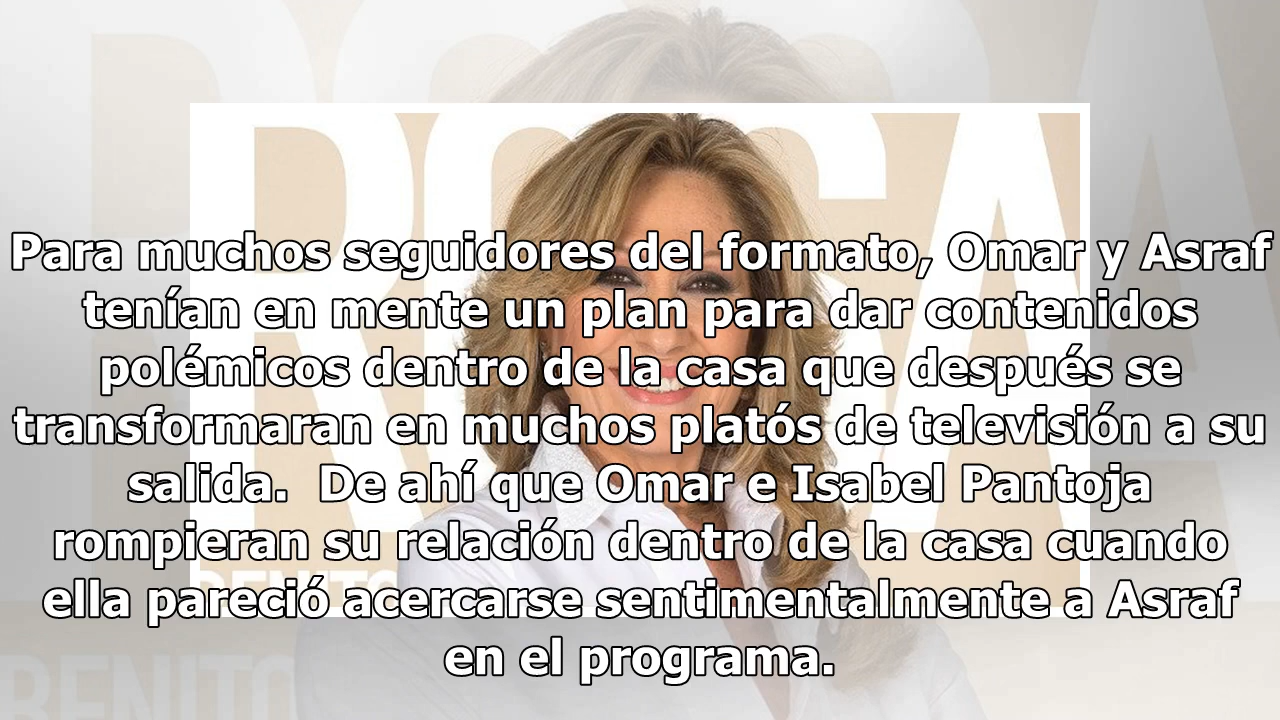 ROSA
Para muchos seguidores del formato, Omar y Asraf
tenían en mente un plan para dar contenidos
polémicos dentro de la casa que después se
transformaran en muchos platós de televisión a su
salida.  De ahí que Omar e Isabel Pantoja
rompieran su relación dentro de la casa cuando
ella pareció acercarse sentimentalmente a Asraf
en el programa.
BENITO